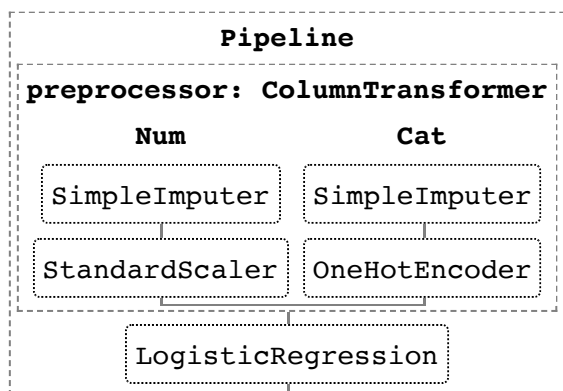 Pipeline
preprocessor: ColumnTransformer
Num Cat
SimpleImputer SimpleImputer
StandardScaler OneHotEncoder
LogisticRegression